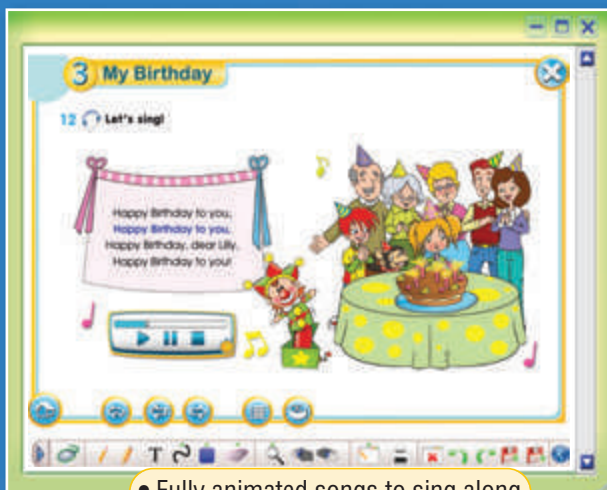 3 My Birthday
12 Let's sing!
Happy Birthday to you,
Happy Birthday to you,
Happy Birthday, dear Lilly,
Happy Birthday to you!
T
• Fully animated songs to sing along